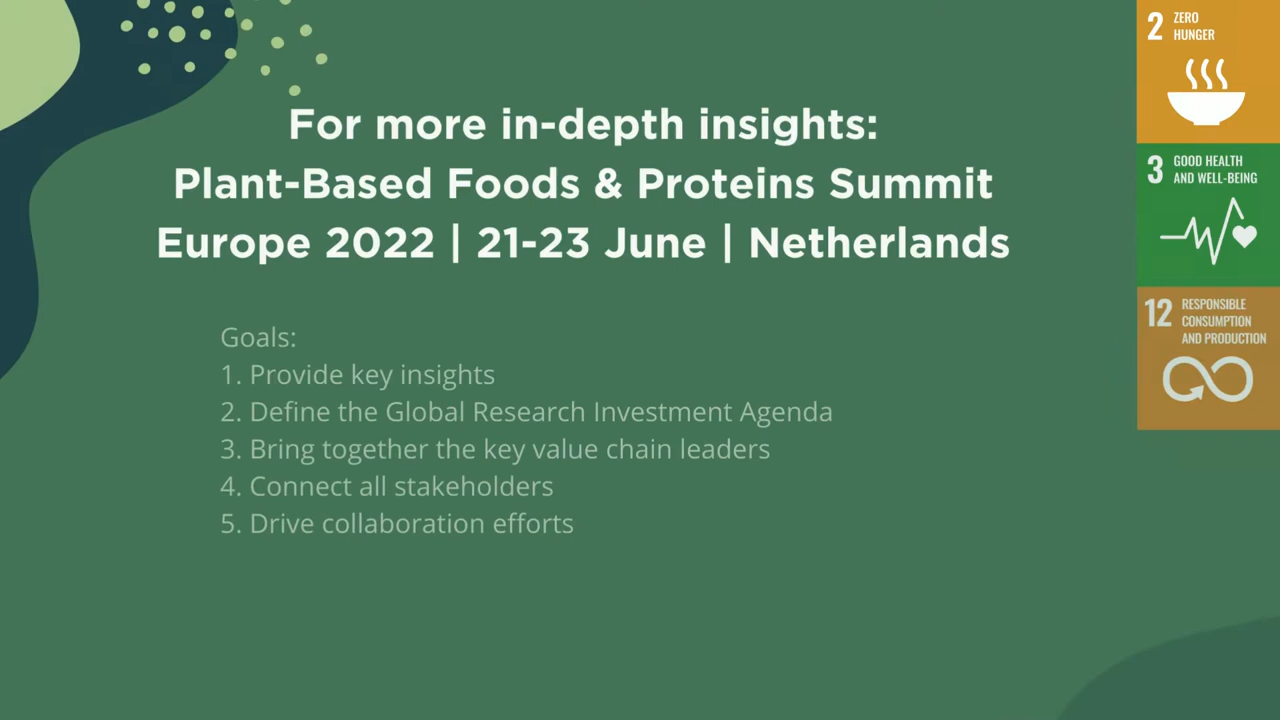 For more in-depth insights:
Plant-Based Foods & Proteins Summit
Europe 2022 | 21-23 June | Netherlands
Goals:
1. Provide key insights
2. Define the Global Research Investment Agenda
3. Bring together the key value chain leaders
4. Connect all stakeholders
5. Drive collaboration efforts
2 ZERO
HUNGER
3 GOOD HEALTH
AND WELL-BEING
12 RESPONSIBLE
CONSUMPTION
AND PRODUCTION